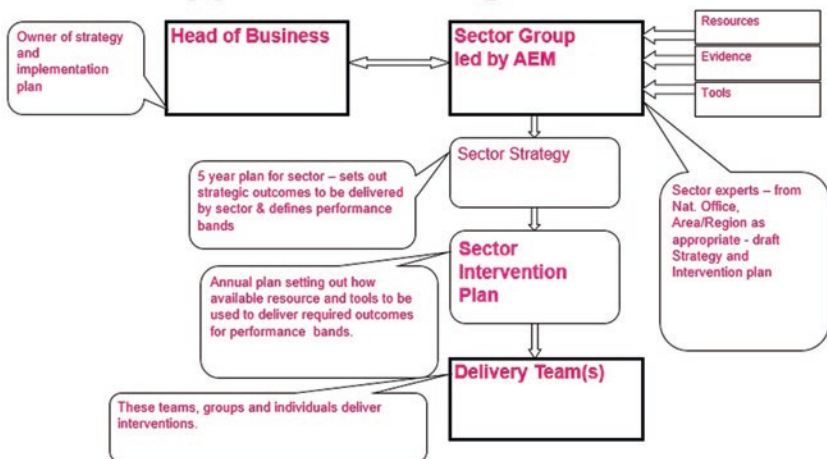 Owner of strategy
and
implementation
plan
Head of Business
Sector Group
led by AEM
Resources
Evidence
Tools
Sector Strategy
5 year plan for sector – sets out
strategic outcomes to be delivered
by sector & defines performance
bands
Sector experts – from
Nat. Office,
Area/Region as
appropriate - draft
Strategy and
Intervention plan
Sector
Intervention
Plan
Annual plan setting out how
available resource and tools to be
used to deliver required outcomes
for performance bands.
Delivery Team(s)
These teams, groups and individuals deliver
interventions.